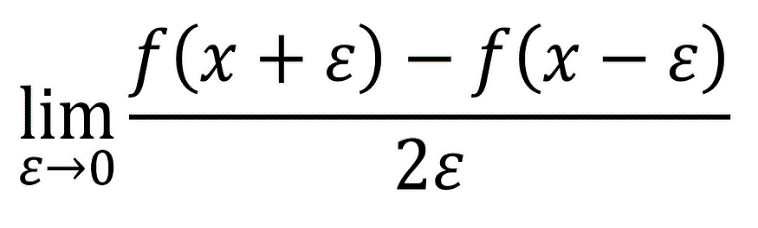 lim f(x + ε) − f(x − ε)
ε→0 2ε